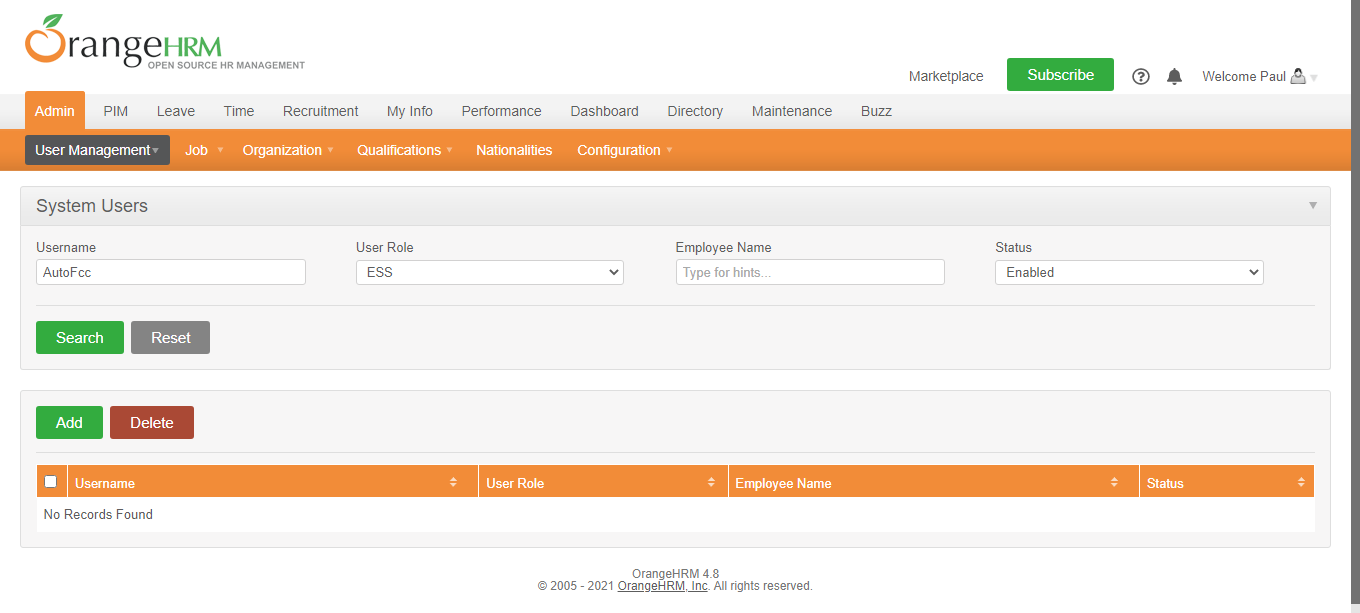 OrangeHRM
OPEN SOURCE HR MANAGEMENT
Marketplace Subscribe Welcome Paul
Admin PIM Leave Time Recruitment My Info Performance Dashboard Directory Maintenance Buzz
User Management Job Organization Qualifications Nationalities Configuration
System Users
Username User Role Employee Name Status
AutoFcc ESS Type for hints... Enabled
Search Reset
Add Delete
Username User Role Employee Name Status
No Records Found
OrangeHRM 4.8
© 2005 - 2021 OrangeHRM, Inc. All rights reserved.